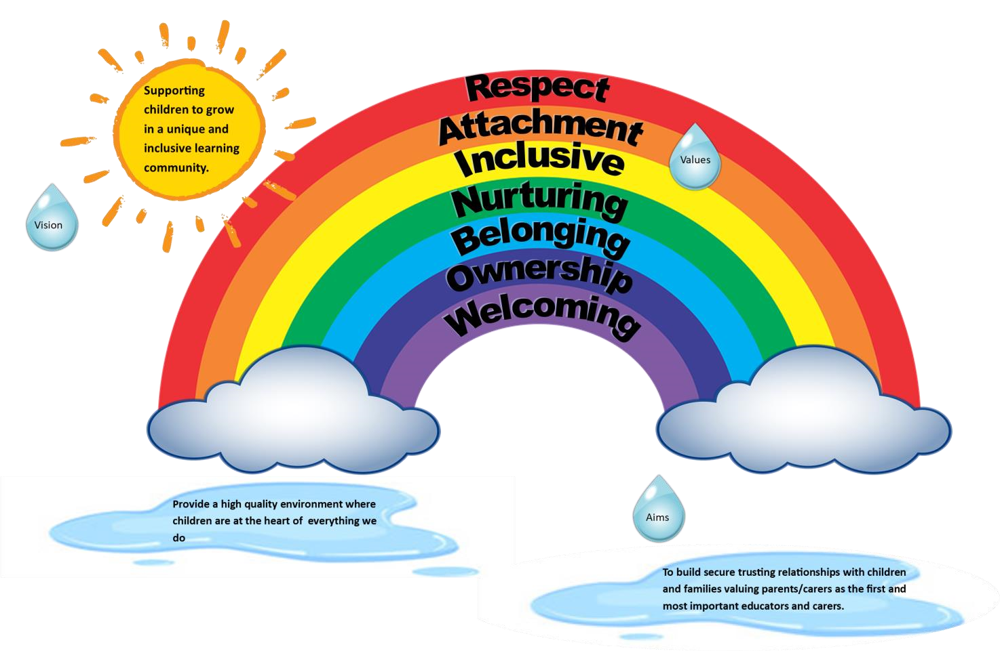 Supporting
children to grow
in a unique and
inclusive learning
community.
Vision
Respect
Attachment
Inclusive
Nurturing
Belonging
Ownership
Welcoming
Values
Provide a high quality environment where
children are at the heart of everything we
do
Aims
To build secure trusting relationships with children
and families valuing parents/carers as the first and
most important educators and carers.